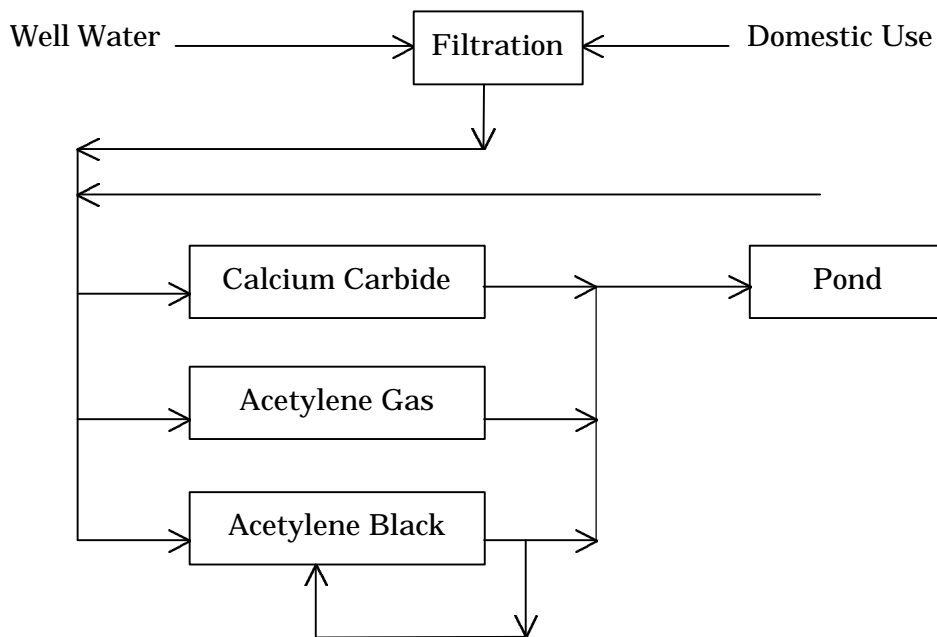 Well Water
Filtration
Domestic Use
Calcium Carbide
Pond
Acetylene Gas
Acetylene Black